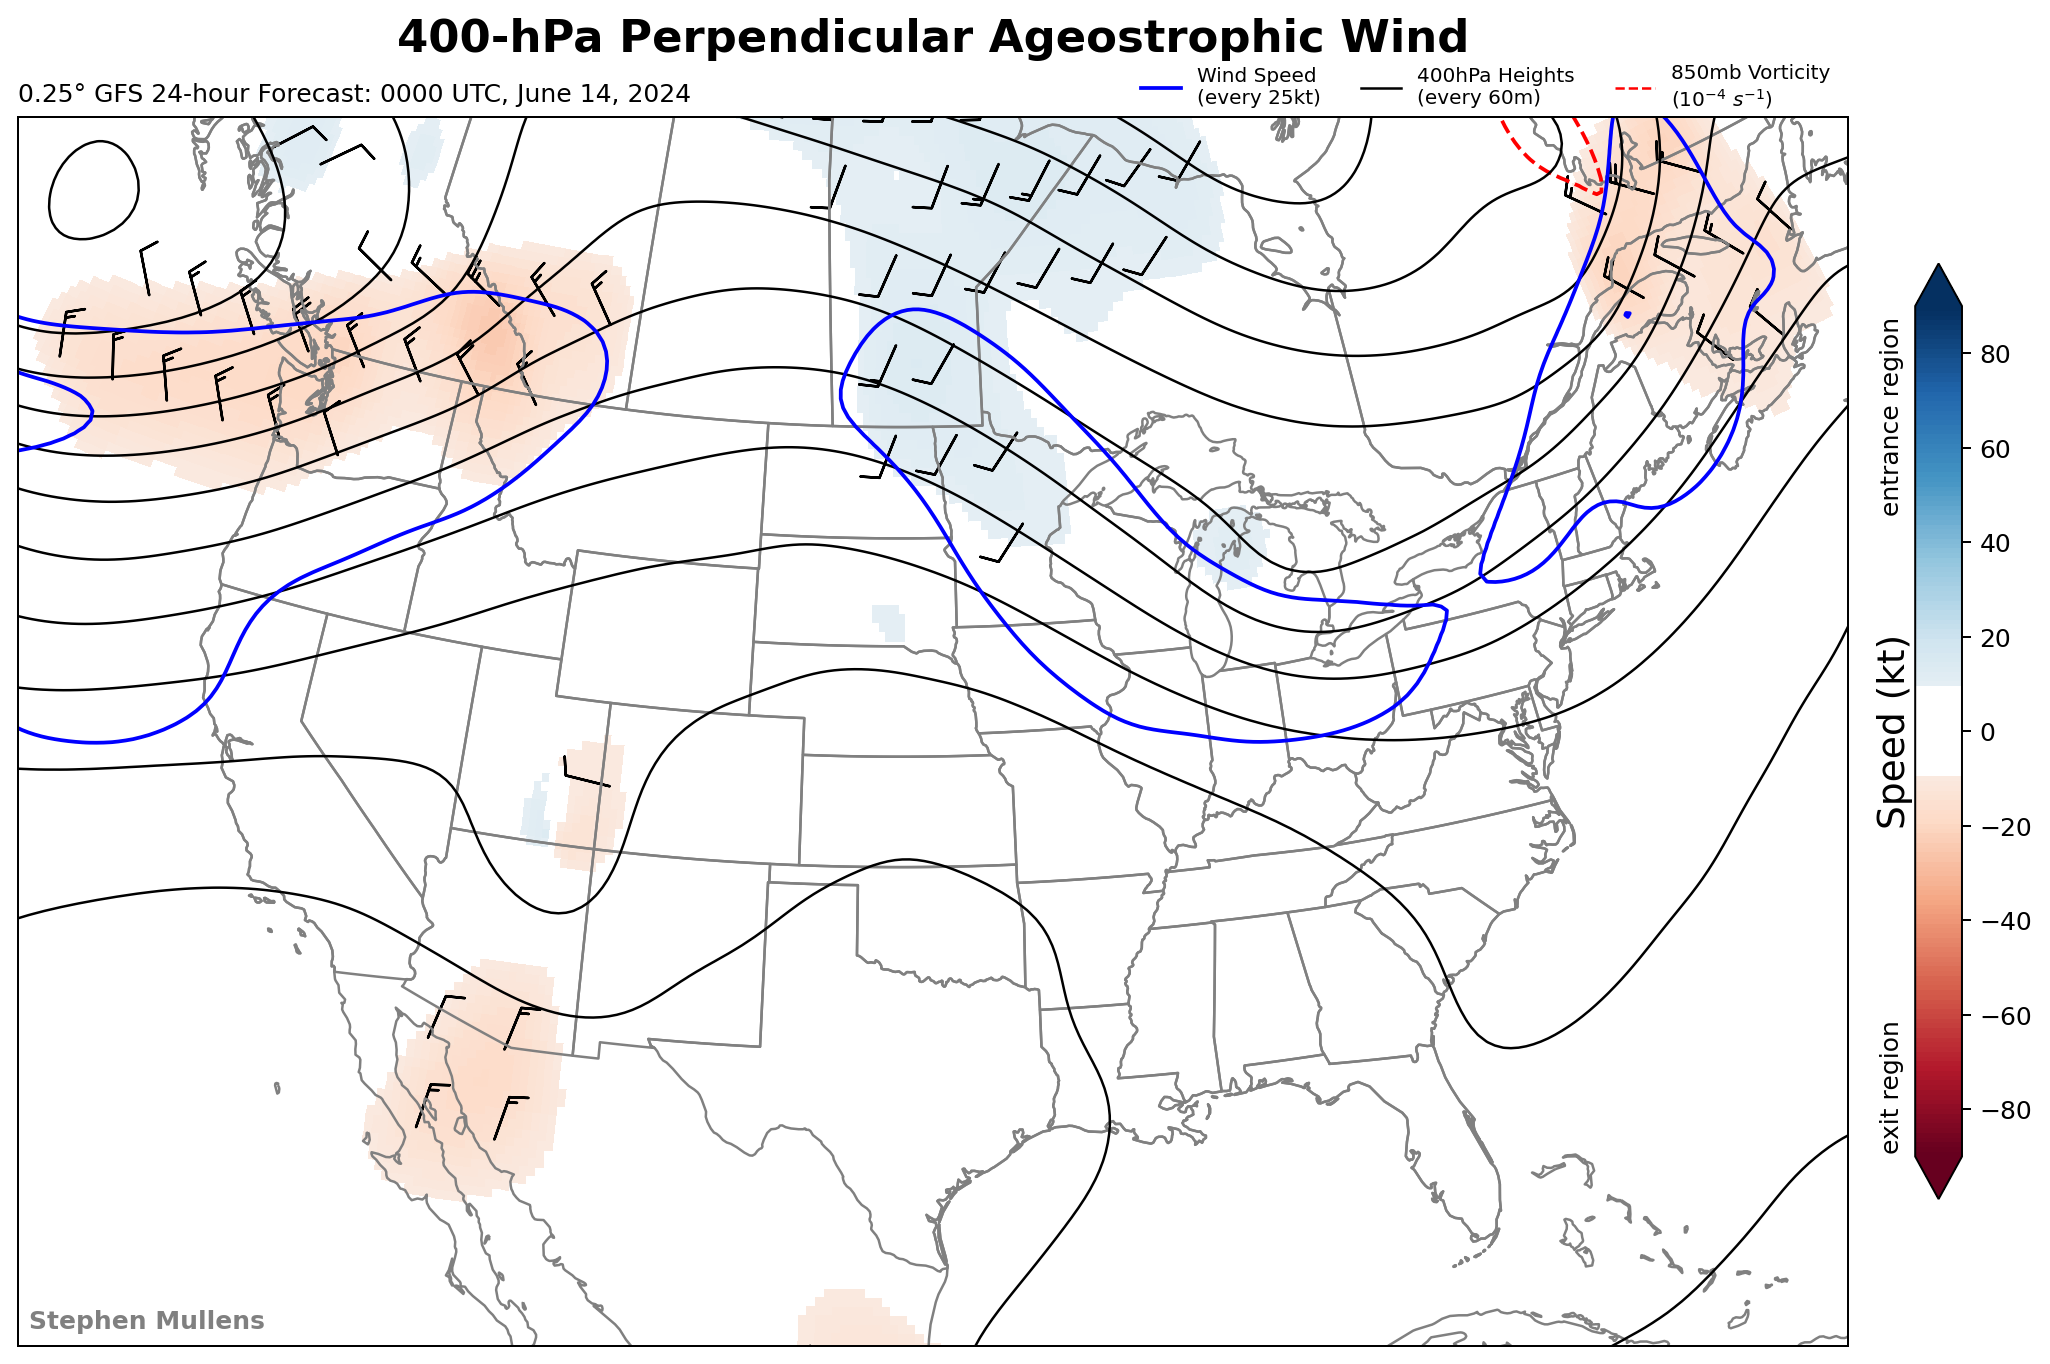 400-hPa Perpendicular Ageostrophic Wind
0.25° GFS 24-hour Forecast: 0000 UTC, June 14, 2024
Wind Speed
(every 25kt)
400hPa Heights
(every 60m)
850mb Vorticity
(10⁻⁴ s⁻¹)
entrance region
Speed (kt)
exit region
80
60
40
20
0
−20
−40
−60
−80
Stephen Mullens